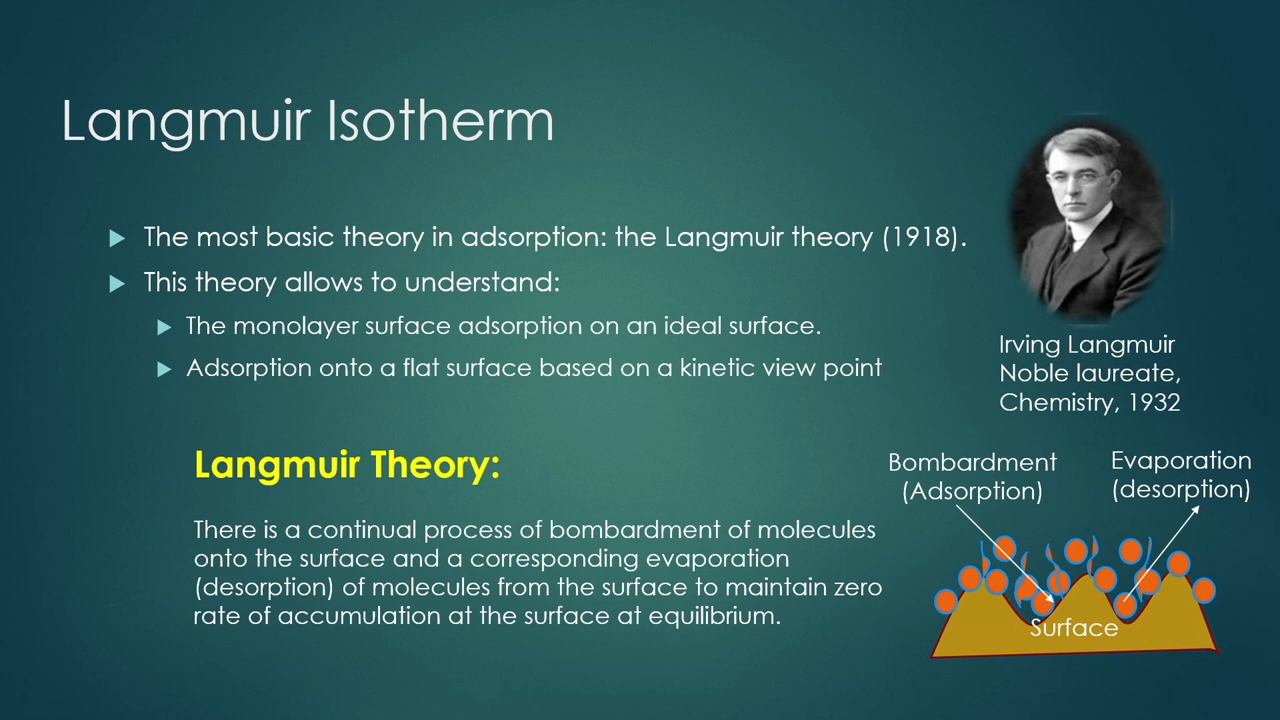 Langmuir Isotherm
The most basic theory in adsorption: the Langmuir theory (1918).
This theory allows to understand:
The monolayer surface adsorption on an ideal surface.
Adsorption onto a flat surface based on a kinetic view point
Irving Langmuir
Noble laureate,
Chemistry, 1932
Langmuir Theory:
There is a continual process of bombardment of molecules
onto the surface and a corresponding evaporation
(desorption) of molecules from the surface to maintain zero
rate of accumulation at the surface at equilibrium.
Bombardment
(Adsorption)
Evaporation
(desorption)
Surface